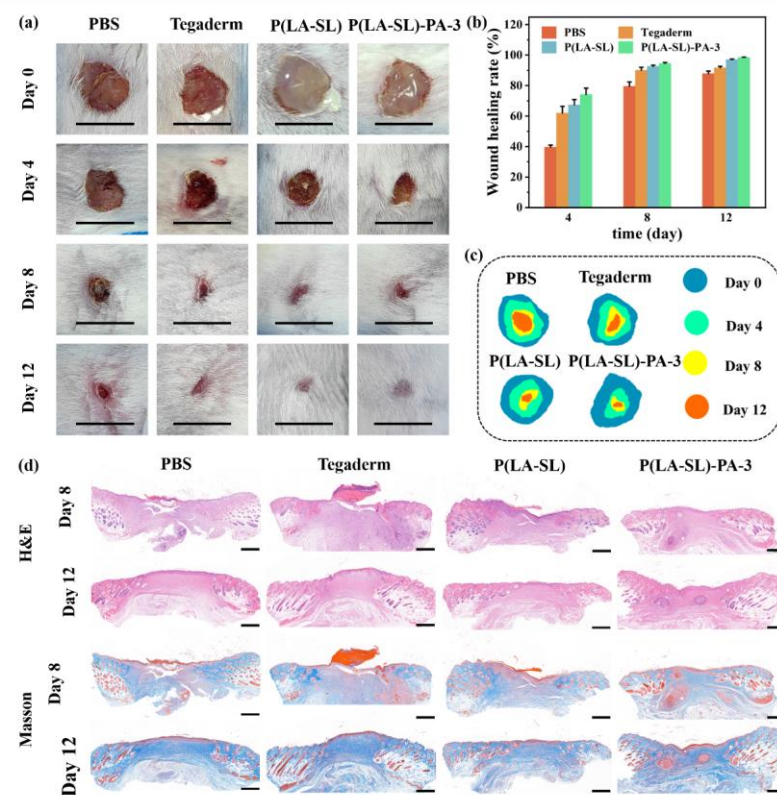 (a)
PBS Tegaderm P(LA-SL) P(LA-SL)-PA-3
Day 0
Day 4
Day 8
Day 12
(b)
Wound healing rate (%)
120
100
80
60
40
20
0
PBS Tegaderm
P(LA-SL) P(LA-SL)-PA-3
4 8 12
time (day)
(c)
PBS Tegaderm
P(LA-SL) P(LA-SL)-PA-3
Day 0
Day 4
Day 8
Day 12
(d)
PBS Tegaderm P(LA-SL) P(LA-SL)-PA-3
H&E
Day 8
Day 12
Masson
Day 8
Day 12